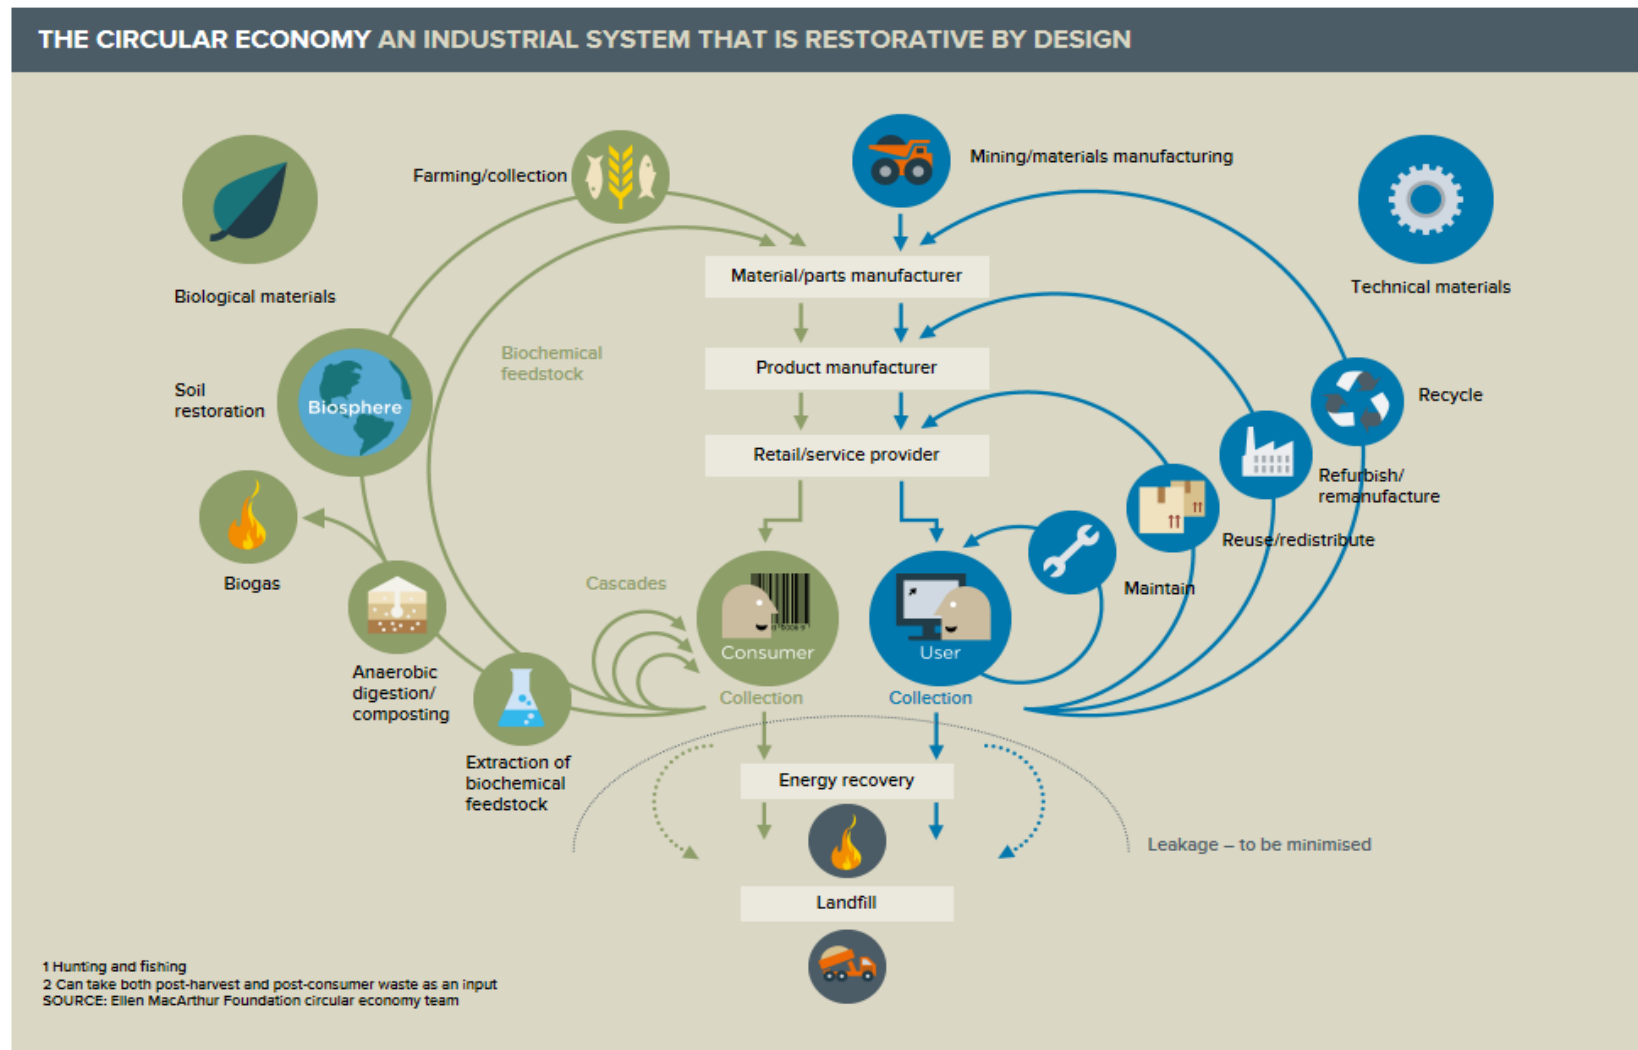 THE CIRCULAR ECONOMY AN INDUSTRIAL SYSTEM THAT IS RESTORATIVE BY DESIGN
Farming/collection
Mining/materials manufacturing
Biological materials
Technical materials
Material/parts manufacturer
Biochemical
feedstock
Product manufacturer
Soil
restoration
Biosphere
Recycle
Retail/service provider
Refurbish/
remanufacture
Reuse/redistribute
Biogas
Cascades
Maintain
Consumer
User
Anaerobic
digestion/
composting
Collection
Collection
Extraction of
biochemical
feedstock
Energy recovery
Leakage – to be minimised
Landfill
1 Hunting and fishing
2 Can take both post-harvest and post-consumer waste as an input
SOURCE: Ellen MacArthur Foundation circular economy team